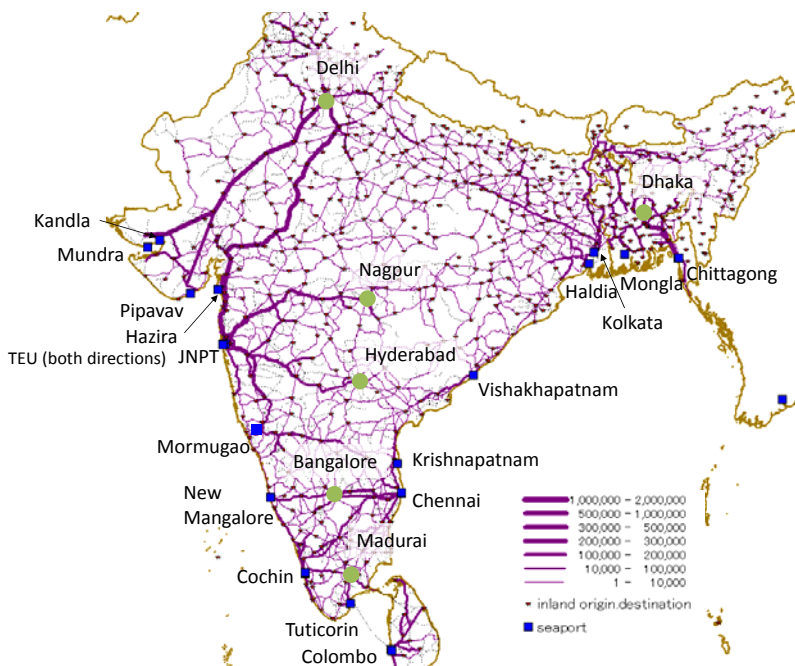 Delhi
Dhaka
Kandla
Mundra
Nagpur
Pipavav
Hazira
Haldia
Mongla
Chittagong
Kolkata
TEU (both directions)
JNPT
Hyderabad
Vishakhapatnam
Mormugao
Bangalore
Krishnapatnam
New
Mangalore
Chennai
Madurai
Cochin
Tuticorin
Colombo
1,000,000 - 2,000,000
500,000 - 1,000,000
300,000 - 500,000
200,000 - 300,000
100,000 - 200,000
10,000 - 100,000
1 - 10,000
inland origin.destination
seaport